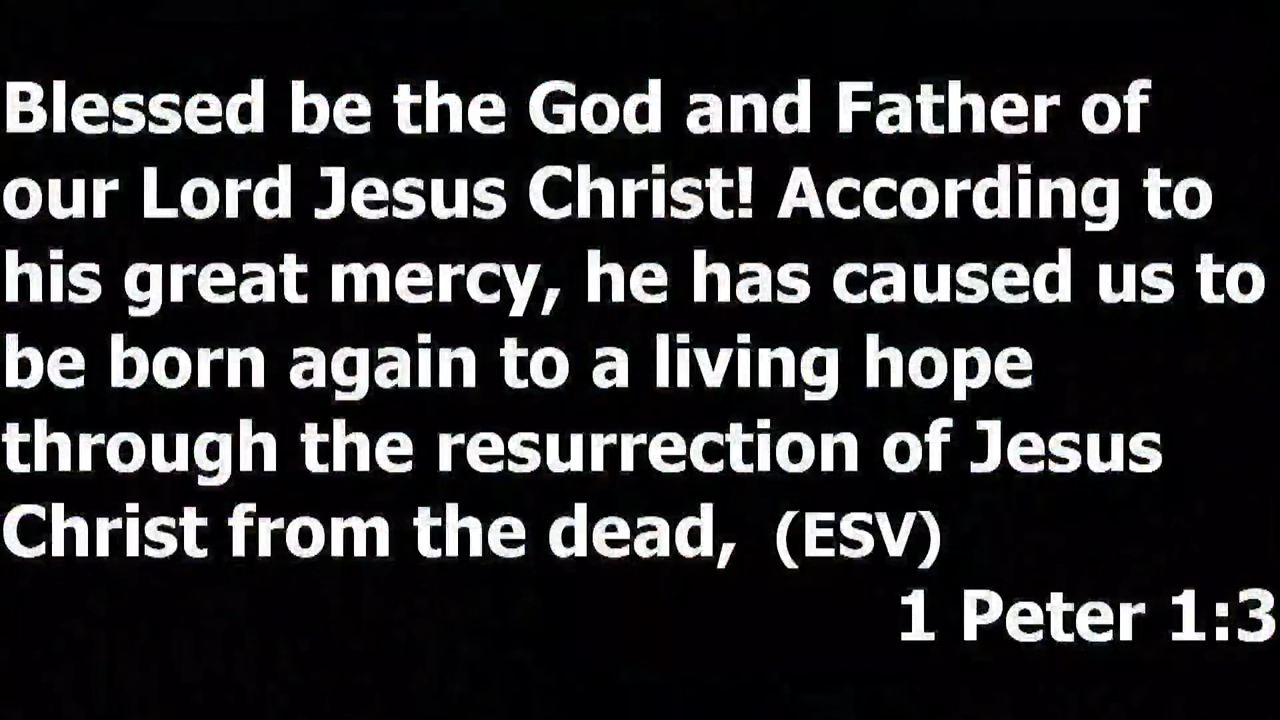 Blessed be the God and Father of
our Lord Jesus Christ! According to
his great mercy, he has caused us to
be born again to a living hope
through the resurrection of Jesus
Christ from the dead, (ESV)
1 Peter 1:3